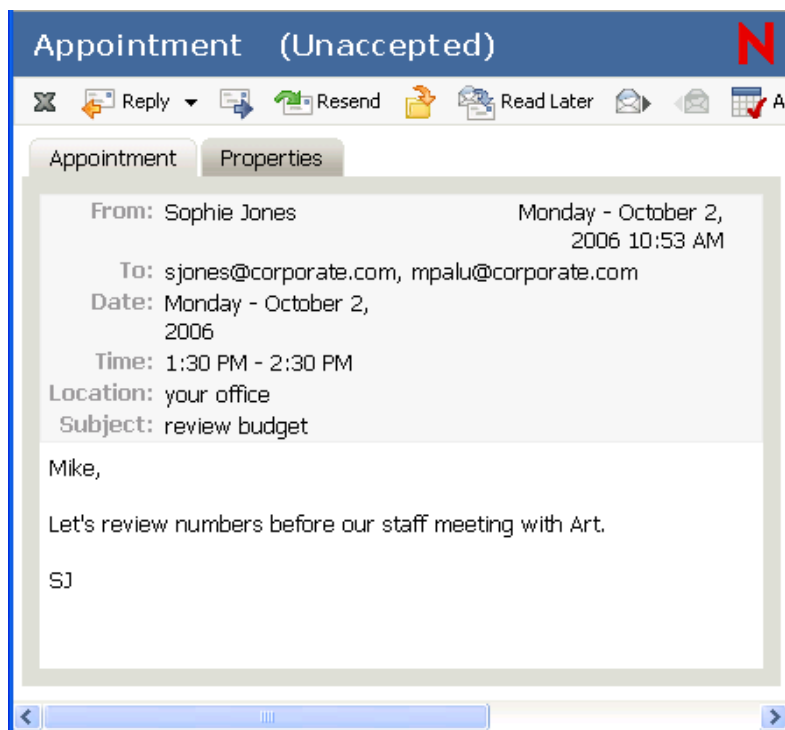 Appointment (Unaccepted) N
Reply Resend Read Later A
Appointment Properties
From: Sophie Jones Monday - October 2,
2006 10:53 AM
To: sjones@corporate.com, mpalu@corporate.com
Date: Monday - October 2,
2006
Time: 1:30 PM - 2:30 PM
Location: your office
Subject: review budget
Mike,
Let's review numbers before our staff meeting with Art.
SJ